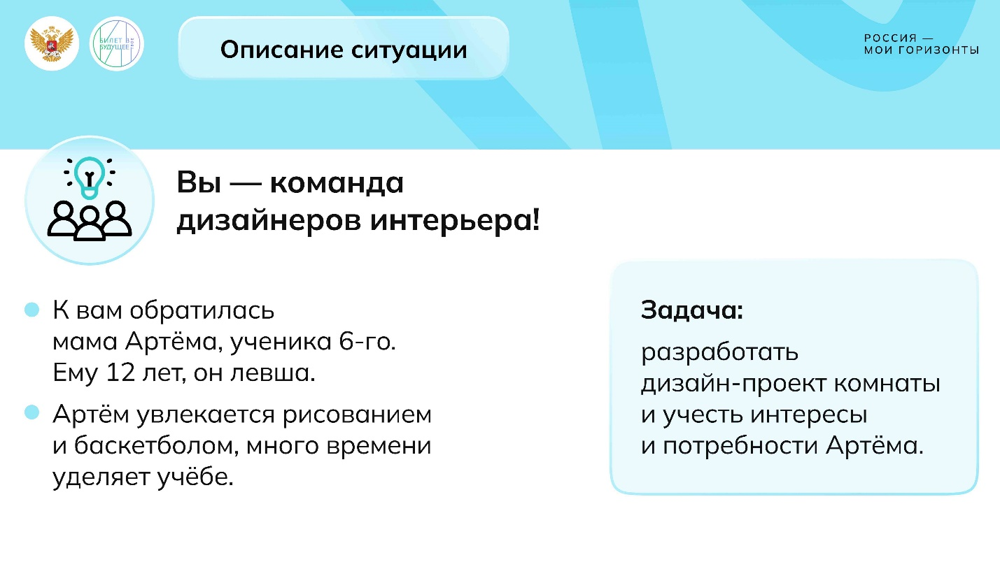 БИЛЕТ В
БУДУЩЕЕ
ТВОЁ
Описание ситуации
РОССИЯ —
МОИ ГОРИЗОНТЫ
Вы — команда
дизайнеров интерьера!
К вам обратилась
мама Артёма, ученика 6-го.
Ему 12 лет, он левша.
Артём увлекается рисованием
и баскетболом, много времени
уделяет учёбе.
Задача:
разработать
дизайн-проект комнаты
и учесть интересы
и потребности Артёма.